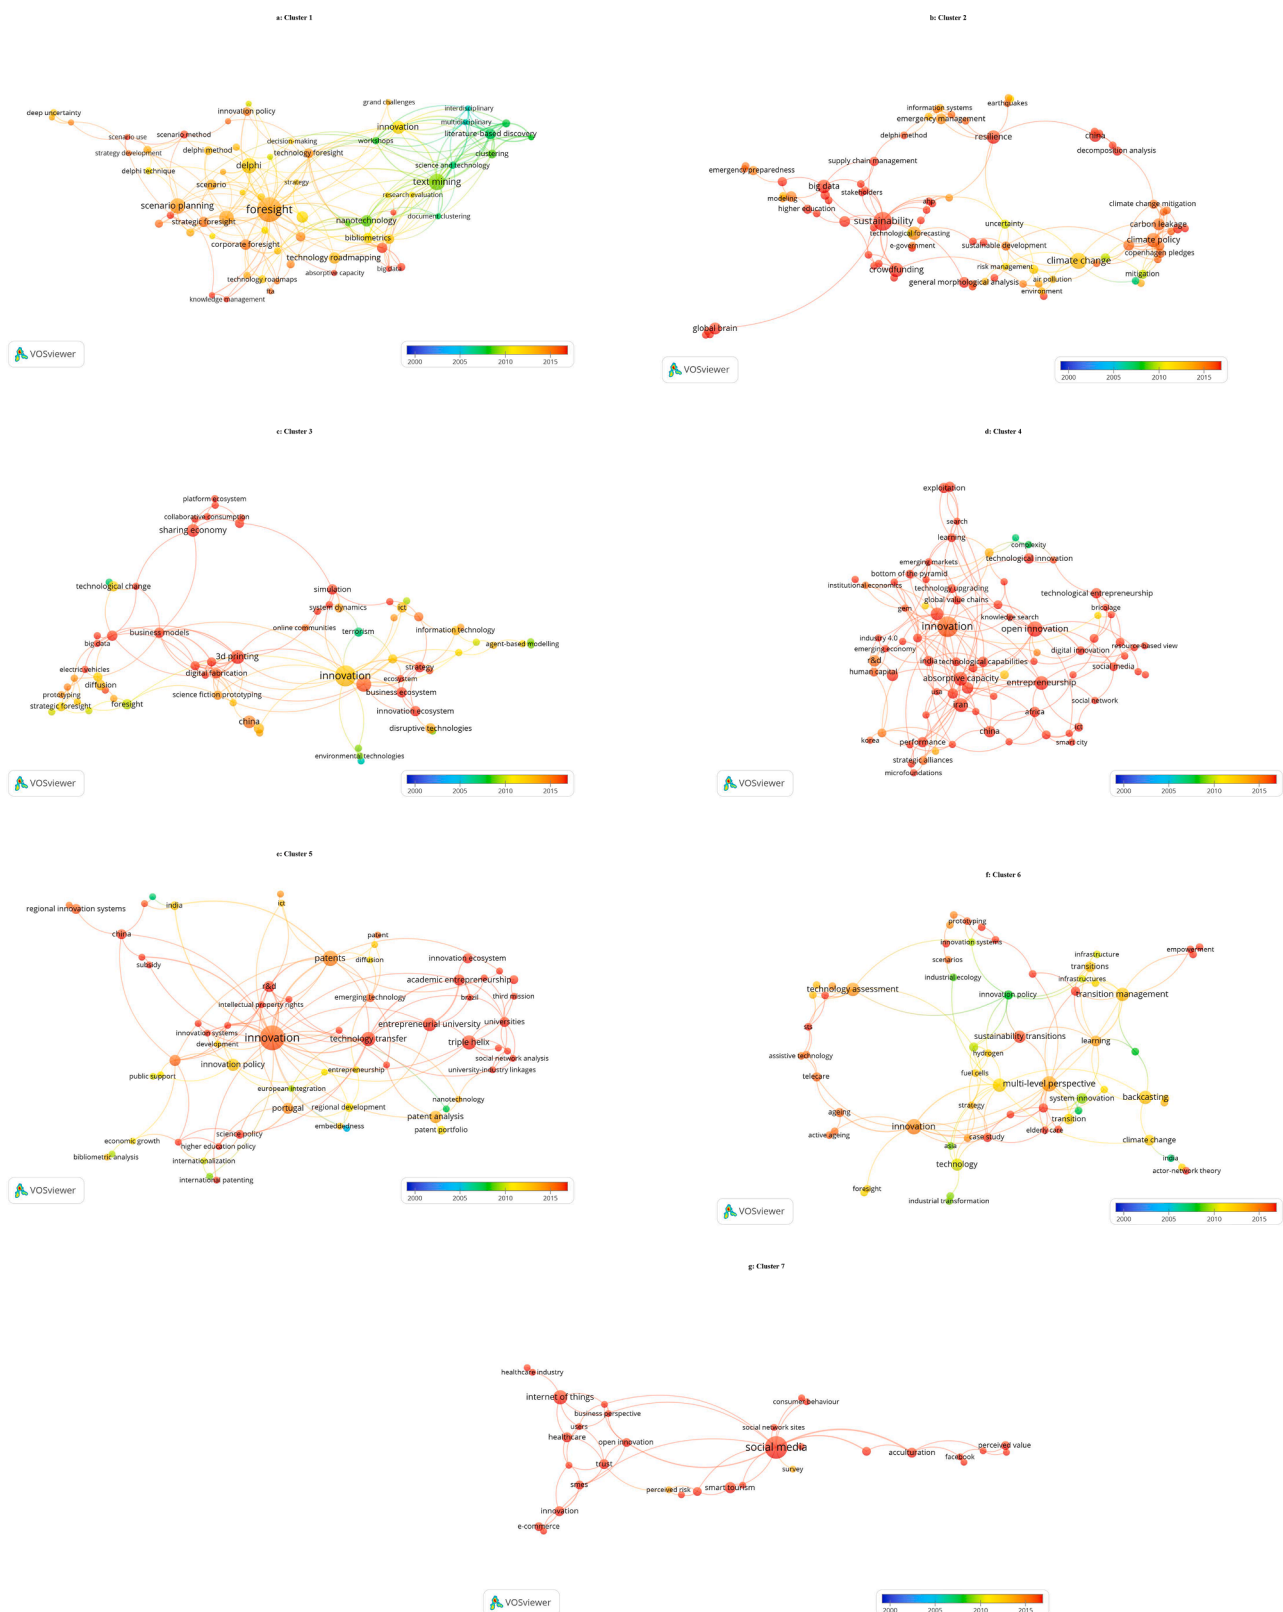 a: Cluster 1
deep uncertainty
scenario use
scenario method
innovation policy
grand challenges
interdisciplinary
multidisciplinary
innovation
literature-based discovery
workshops
decision-making
strategy development
delphi method
technology foresight
clustering
delphi technique
delphi
science and technology
scenario
strategy
text mining
research evaluation
scenario planning
foresight
document clustering
strategic foresight
nanotechnology
corporate foresight
bibliometrics
technology roadmapping
big data
absorptive capacity
technology roadmaps
fta
knowledge management
VOSviewer
2000 2005 2010 2015
b: Cluster 2
earthquakes
information systems
emergency management
delphi method
resilience
china
decomposition analysis
supply chain management
emergency preparedness
big data
stakeholders
modeling
higher education
ahp
climate change mitigation
sustainability
uncertainty
carbon leakage
technological forecasting
climate policy
e-government
sustainable development
copenhagen pledges
climate change
crowdfunding
risk management
mitigation
general morphological analysis
air pollution
environment
global brain
VOSviewer
2000 2005 2010 2015
c: Cluster 3
platform ecosystem
collaborative consumption
sharing economy
technological change
simulation
system dynamics
ict
online communities
terrorism
information technology
business models
big data
agent-based modelling
3d printing
electric vehicles
digital fabrication
strategy
diffusion
innovation
ecosystem
prototyping
science fiction prototyping
business ecosystem
strategic foresight
foresight
innovation ecosystem
china
disruptive technologies
environmental technologies
VOSviewer
2000 2005 2010 2015
d: Cluster 4
exploitation
search
learning
complexity
technological innovation
emerging markets
bottom of the pyramid
institutional economics
technology upgrading
technological entrepreneurship
global value chains
gem
bricolage
knowledge search
innovation
open innovation
industry 4.0
resource-based view
emerging economy
digital innovation
r&d
india
technological capabilities
social media
human capital
absorptive capacity
entrepreneurship
usa
social network
iran
africa
china
ict
korea
performance
smart city
strategic alliances
microfoundations
VOSviewer
2000 2005 2010 2015
e: Cluster 5
regional innovation systems
india
ict
china
patent
patents
diffusion
innovation ecosystem
subsidy
academic entrepreneurship
r&d
emerging technology
brazil
third mission
intellectual property rights
entrepreneurial university
universities
innovation systems
innovation
technology transfer
triple helix
development
innovation policy
social network analysis
entrepreneurship
university-industry linkages
public support
european integration
nanotechnology
portugal
regional development
patent analysis
embeddedness
patent portfolio
science policy
economic growth
higher education policy
bibliometric analysis
internationalization
international patenting
VOSviewer
2000 2005 2010 2015
f: Cluster 6
prototyping
innovation systems
infrastructure
empowerment
scenarios
transitions
industrial ecology
infrastructures
technology assessment
innovation policy
transition management
sts
sustainability transitions
learning
assistive technology
hydrogen
telecare
fuel cells
multi-level perspective
system innovation
backcasting
strategy
ageing
transition
innovation
elderly care
active ageing
case study
climate change
asia
technology
india
actor-network theory
foresight
industrial transformation
VOSviewer
2000 2005 2010 2015
g: Cluster 7
healthcare industry
internet of things
consumer behaviour
business perspective
users
social network sites
healthcare
open innovation
social media
acculturation
perceived value
facebook
trust
survey
smes
perceived risk
smart tourism
innovation
e-commerce
VOSviewer
2000 2005 2010 2015